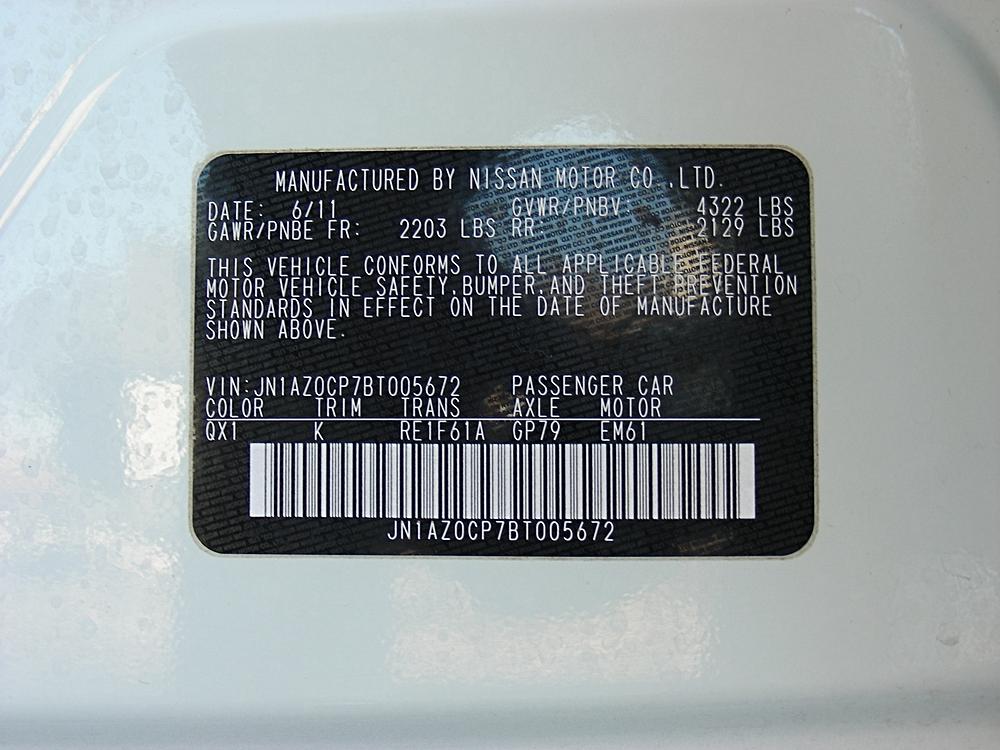 MANUFACTURED BY NISSAN MOTOR CO.,LTD.
DATE: 6/11 GVWR/PNBV 4322 LBS
GAWR/PNBE FR: 2203 LBS RR: 2129 LBS
THIS VEHICLE CONFORMS TO ALL APPLICABLE FEDERAL
MOTOR VEHICLE SAFETY,BUMPER,AND THEFT PREVENTION
STANDARDS IN EFFECT ON THE DATE OF MANUFACTURE
SHOWN ABOVE.
VIN:JN1AZ0CP7BT005672 PASSENGER CAR
COLOR TRIM TRANS AXLE MOTOR
QX1 K RE1F61A GP79 EM61
JN1AZ0CP7BT005672